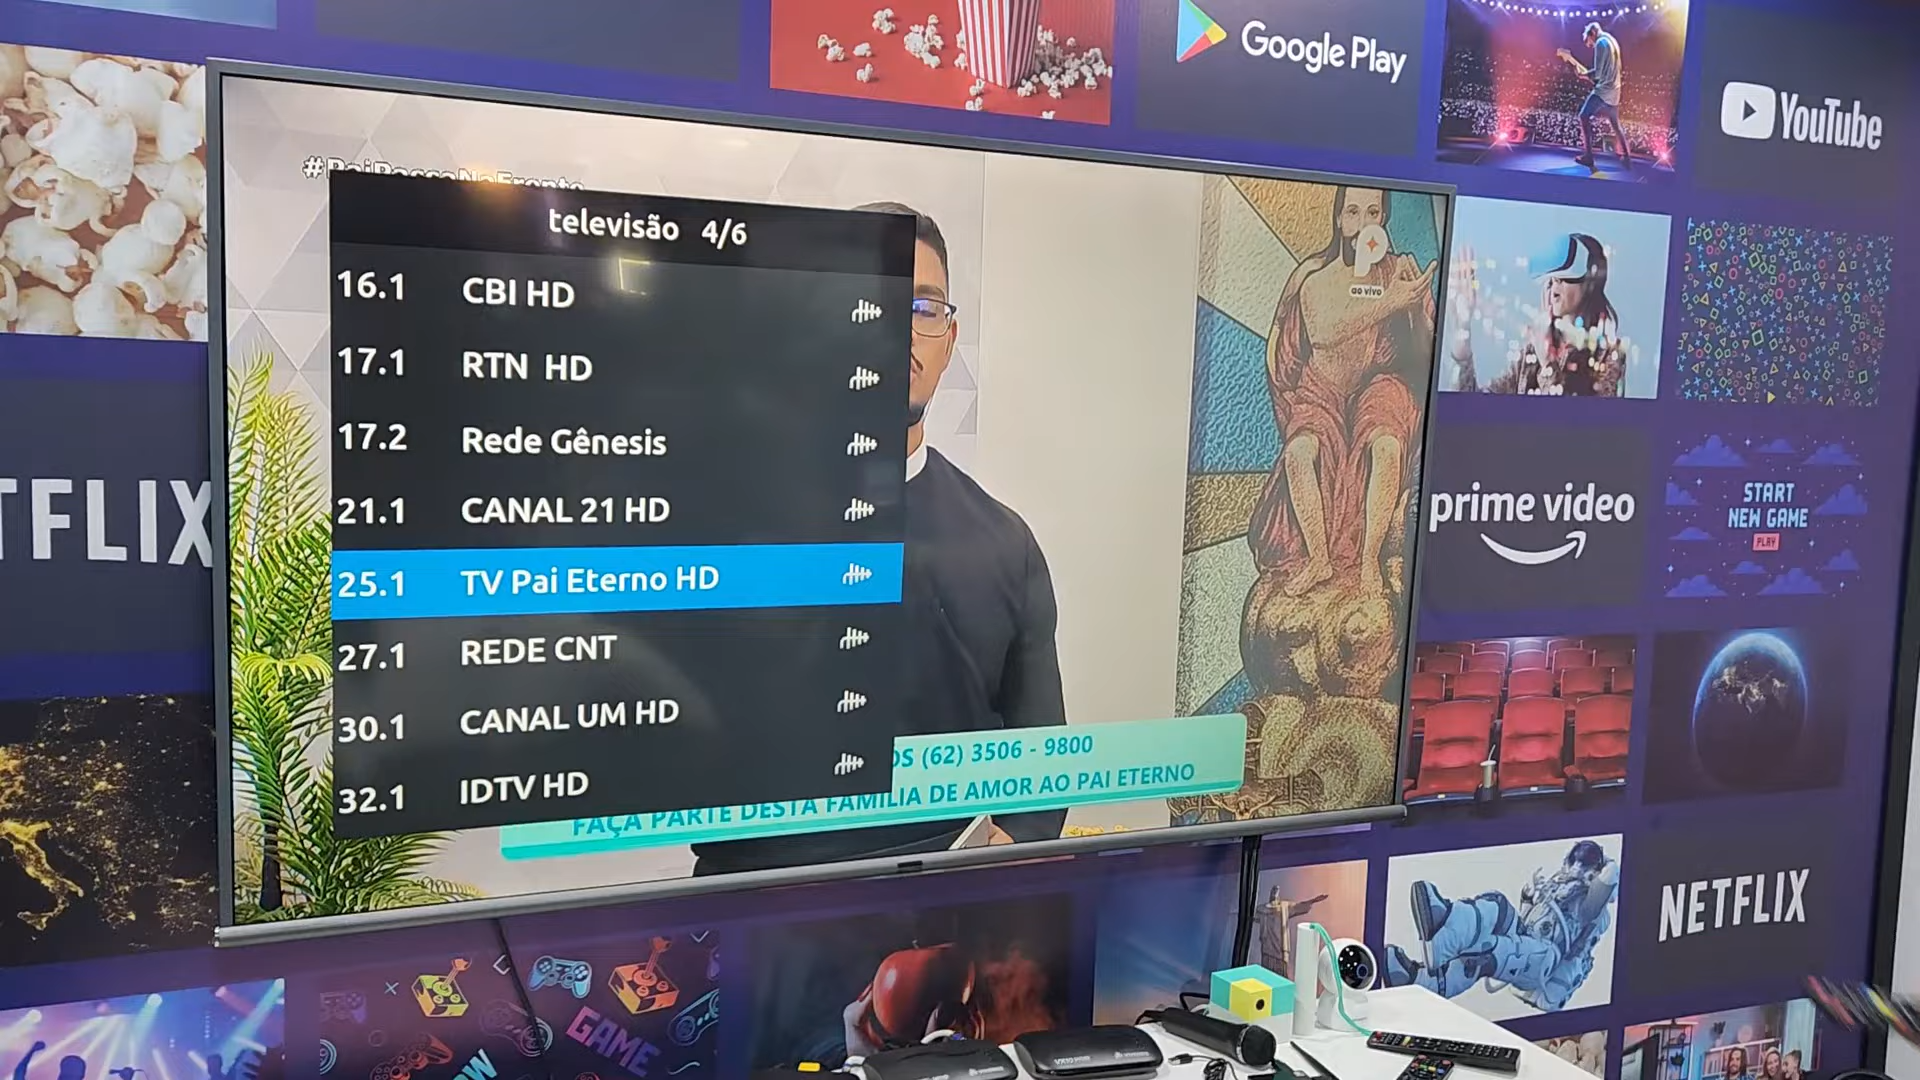 Google Play
YouTube
televisão 4/6
16.1 CBI HD
17.1 RTN HD
17.2 Rede Gênesis
21.1 CANAL 21 HD
25.1 TV Pai Eterno HD
27.1 REDE CNT
30.1 CANAL UM HD
32.1 IDTV HD
ao vivo
(62) 3506 - 9800
FAÇA PARTE DESTA FAMÍLIA DE AMOR AO PAI ETERNO
TFLIX
prime video
START
NEW GAME
PLAY
NETFLIX
GAME